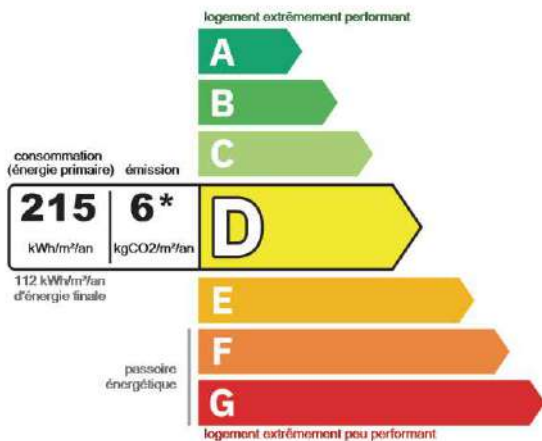 logement extrêmement performant
A
B
C
consommation
(énergie primaire)
émission
215
6*
kWh/m²/an
kgCO2/m²/an
D
112 kWh/m²/an
d'énergie finale
E
F
passoire
énergétique
G
logement extrêmement peu performant